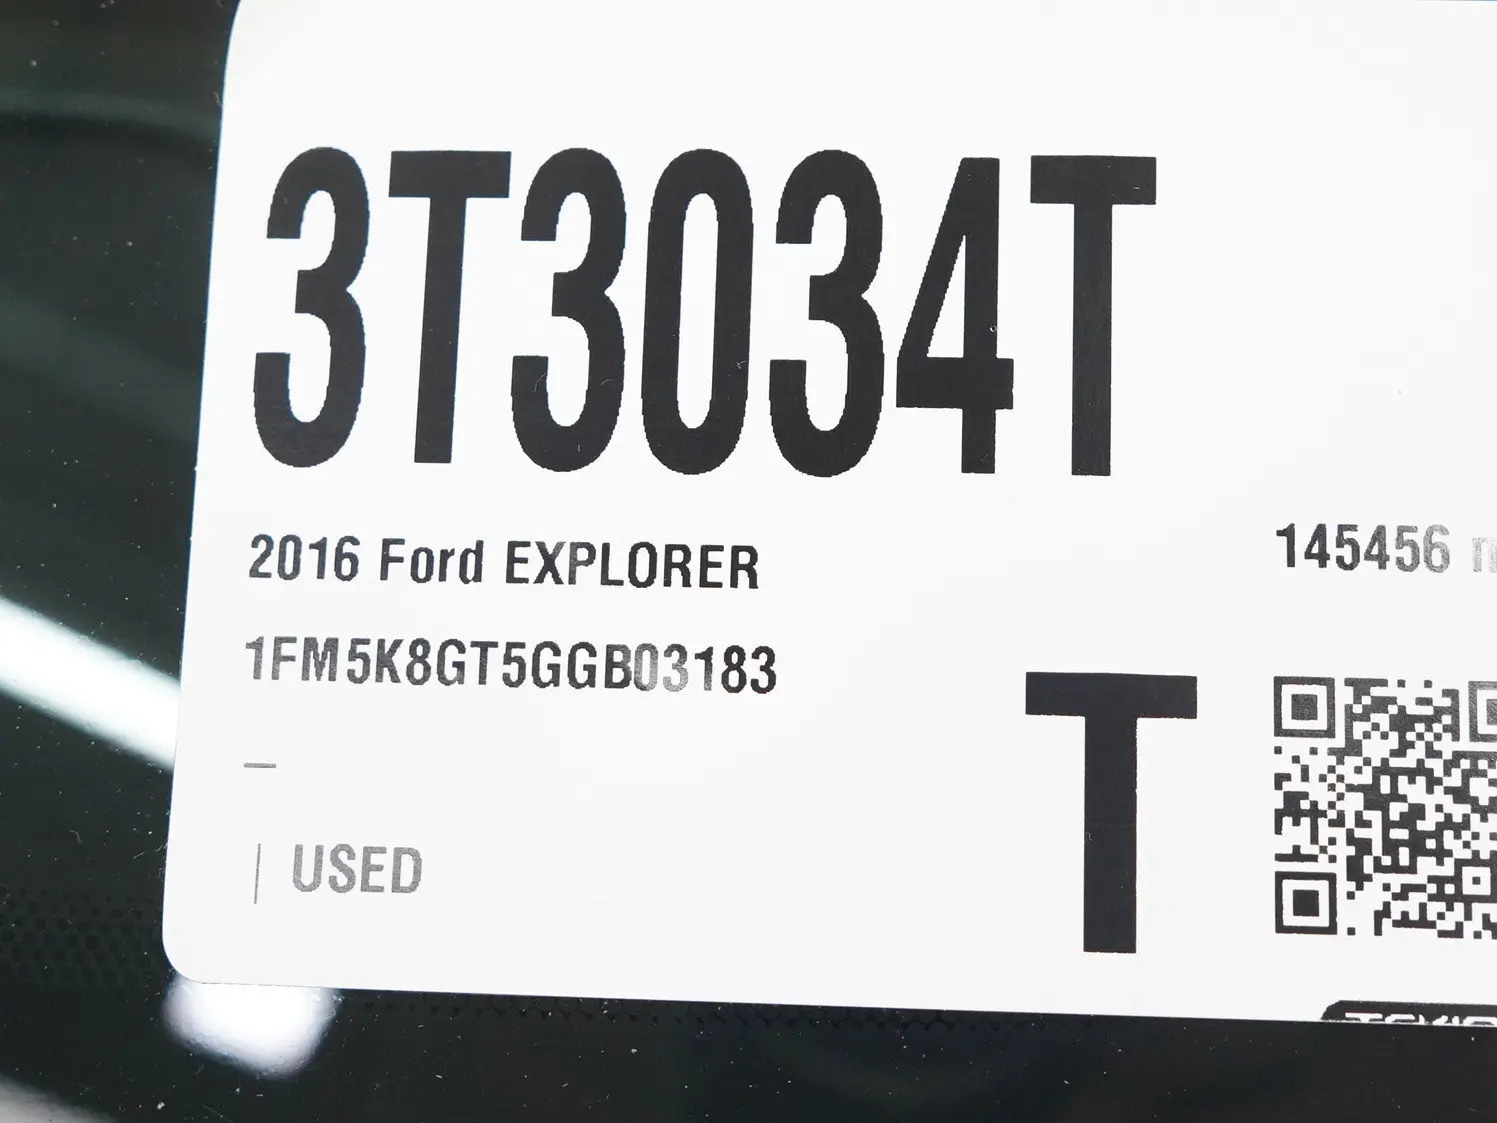 3T3034T
2016 Ford EXPLORER
145456
1FM5K8GT5GGB03183
T
–
| USED